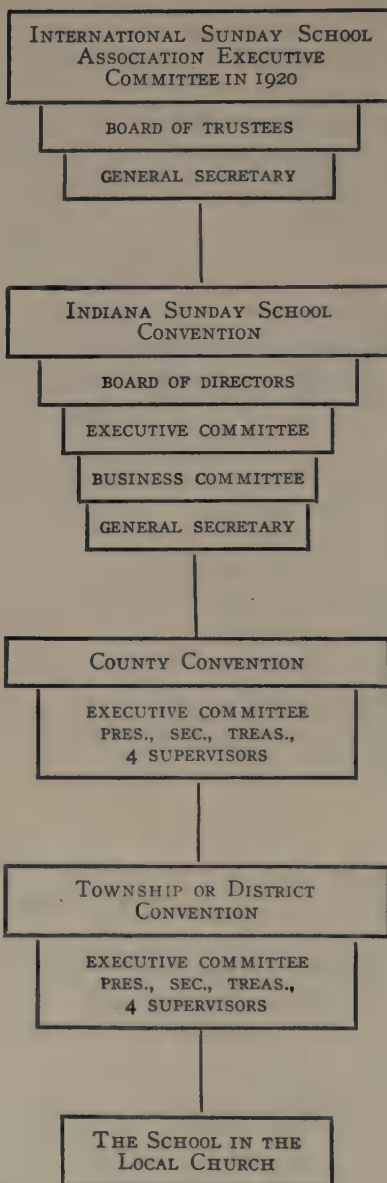 INTERNATIONAL SUNDAY SCHOOL
ASSOCIATION EXECUTIVE
COMMITTEE IN 1920
BOARD OF TRUSTEES
GENERAL SECRETARY
INDIANA SUNDAY SCHOOL
CONVENTION
BOARD OF DIRECTORS
EXECUTIVE COMMITTEE
BUSINESS COMMITTEE
GENERAL SECRETARY
COUNTY CONVENTION
EXECUTIVE COMMITTEE
PRES., SEC., TREAS.,
4 SUPERVISORS
TOWNSHIP OR DISTRICT
CONVENTION
EXECUTIVE COMMITTEE
PRES., SEC., TREAS.,
4 SUPERVISORS
THE SCHOOL IN THE
LOCAL CHURCH